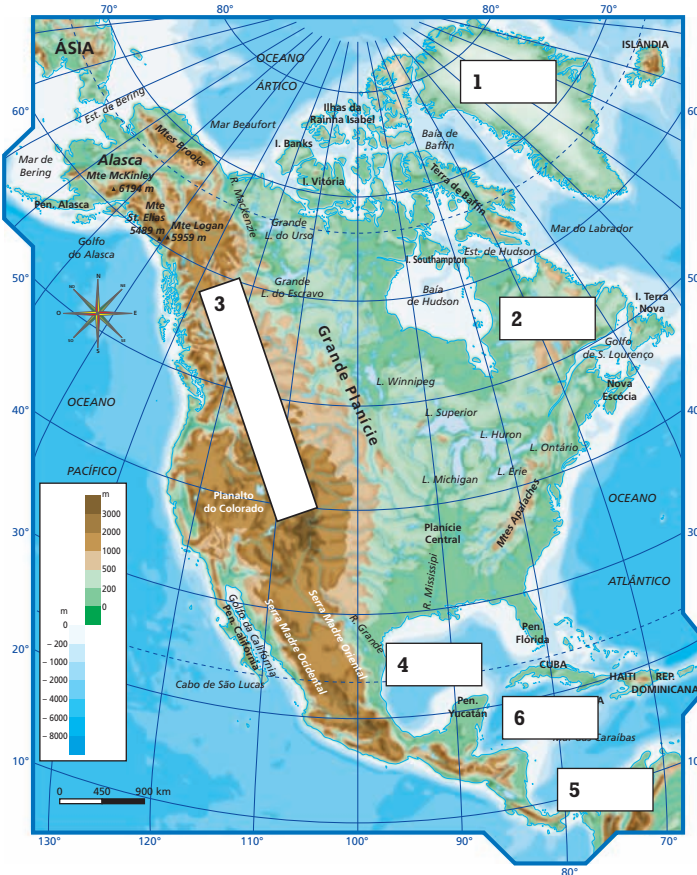 70°
80°
80°
70°
ÁSIA
OCEANO
ÁRTICO
ISLÂNDIA
1
60°
60°
Est. de Bering
Mar Beaufort
Ilhas da
Rainha Isabel
Baía de
Baffin
Mtes Brooks
I. Banks
Mar de
Bering
Alasca
Mte McKinley
6194 m
I. Vitória
Terra de Baffin
R. Mackenzie
Pen. Alasca
Mte
St. Elias
5489 m
Mte Logan
5959 m
Grande
L. do Urso
Mar do Labrador
Golfo
do Alasca
Est. de Hudson
I. Southampton
50°
50°
N
NO
NE
O
E
SO
SE
S
Grande
L. do Escravo
Baía
de Hudson
3
2
I. Terra
Nova
Golfo
de S. Lourenço
Grande Planície
L. Winnipeg
Nova
Escócia
40°
40°
OCEANO
L. Superior
L. Huron
L. Ontário
PACÍFICO
L. Michigan
L. Erie
OCEANO
m
3000
2000
1000
500
200
0
Planalto
do Colorado
Mtes Apalaches
Planície
Central
30°
30°
ATLÂNTICO
R. Mississípi
m
0
– 200
– 1000
– 2000
– 4000
– 6000
– 8000
Golfo da Califórnia
Pen. Califórnia
Serra Madre Ocidental
Serra Madre Oriental
R. Grande
Pen.
Flórida
20°
20°
4
CUBA
HAITI
REP.
DOMINICANA
Cabo de São Lucas
Pen.
Yucatán
6
A
Mar das Caraíbas
10°
10°
5
0
450
900 km
130°
120°
110°
100°
90°
80°
70°